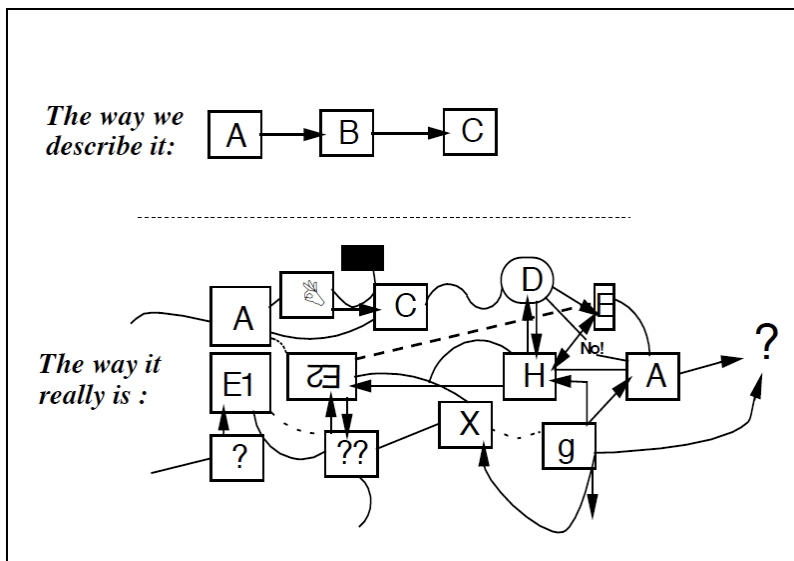 The way we
describe it:
A
B
C
A
C
D
E
No!
The way it
really is :
E1
E2
H
A
?
?
??
X
g